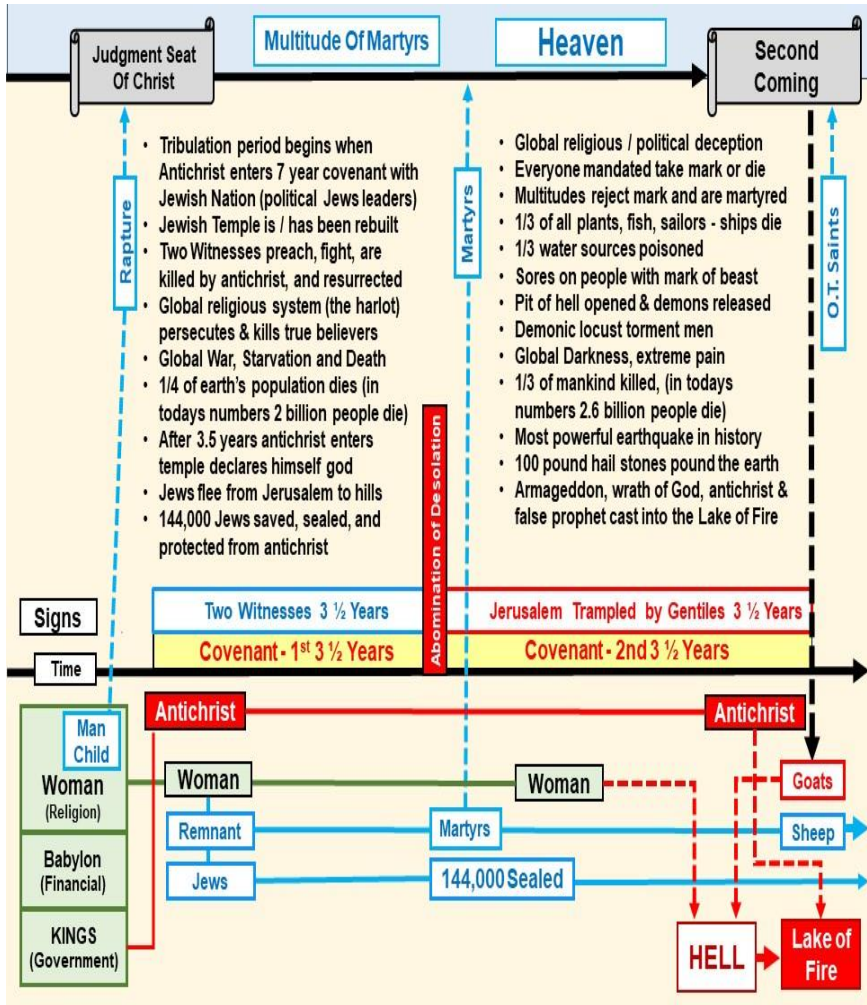 Judgment Seat
Of Christ
Multitude Of Martyrs
Heaven
Second
Coming
Rapture
• Tribulation period begins when
Antichrist enters 7 year covenant with
Jewish Nation (political Jews leaders)
• Jewish Temple is / has been rebuilt
• Two Witnesses preach, fight, are
killed by antichrist, and resurrected
• Global religious system (the harlot)
persecutes & kills true believers
• Global War, Starvation and Death
• 1/4 of earth's population dies (in
todays numbers 2 billion people die)
• After 3.5 years antichrist enters
temple declares himself god
• Jews flee from Jerusalem to hills
• 144,000 Jews saved, sealed, and
protected from antichrist
Abomination of Desolation
Martyrs
• Global religious / political deception
• Everyone mandated take mark or die
• Multitudes reject mark and are martyred
• 1/3 of all plants, fish, sailors - ships die
• 1/3 water sources poisoned
• Sores on people with mark of beast
• Pit of hell opened & demons released
• Demonic locust torment men
• Global Darkness, extreme pain
• 1/3 of mankind killed, (in todays
numbers 2.6 billion people die)
• Most powerful earthquake in history
• 100 pound hail stones pound the earth
• Armageddon, wrath of God, antichrist &
false prophet cast into the Lake of Fire
O.T. Saints
Signs
Two Witnesses 3 ½ Years
Jerusalem Trampled by Gentiles 3 ½ Years
Time
Covenant - 1st 3 ½ Years
Covenant - 2nd 3 ½ Years
Man
Child
Woman
(Religion)
Babylon
(Financial)
KINGS
(Government)
Antichrist
Antichrist
Woman
Woman
Goats
Remnant
Martyrs
Sheep
Jews
144,000 Sealed
HELL
Lake of
Fire